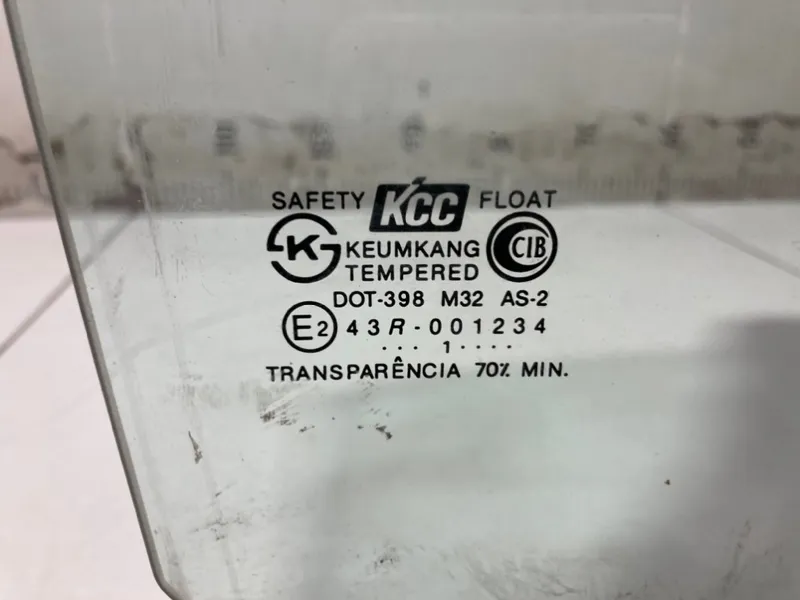 SAFETY KCC FLOAT
K KEUMKANG CIB
TEMPERED
DOT-398 M32 AS-2
E2 43R-001234
... 1 ....
TRANSPARÊNCIA 70% MIN.